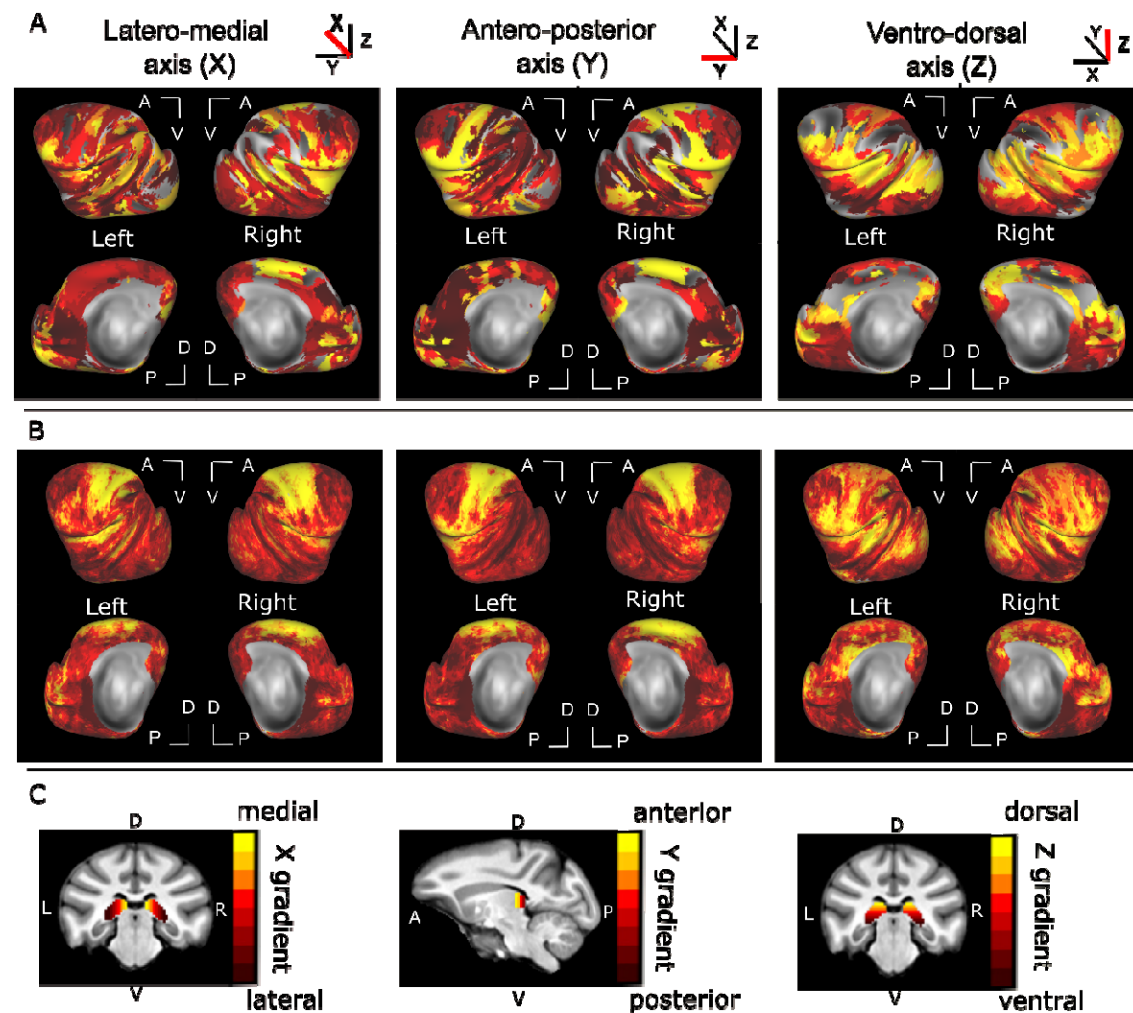 A
Latero-medial
axis (X)
X
Z
Y
Antero-posterior
axis (Y)
X
Z
Y
Ventro-dorsal
axis (Z)
Y
Z
X
A A A A A A
V V V V V V
Left Right Left Right Left Right
D D D D D D
P P P P P P
B
A A A A A A
V V V V V V
Left Right Left Right Left Right
D D D D D D
P P P P P P
C
medial
D
L
R
V
X gradient
lateral
anterior
D
A
P
V
Y gradient
posterior
dorsal
D
L
R
V
Z gradient
ventral